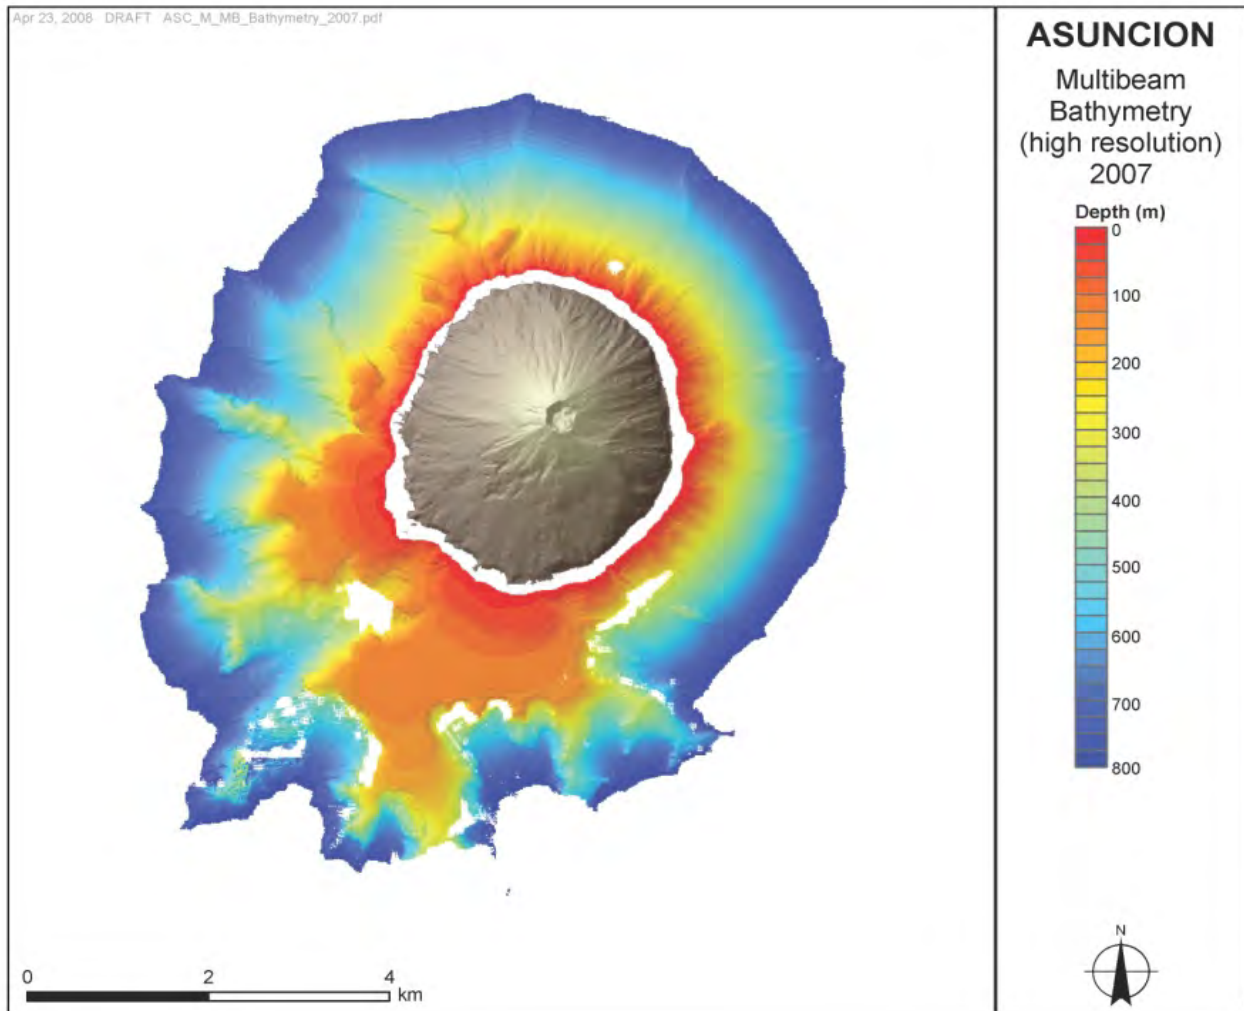 Apr 23, 2008 DRAFT ASC_M_MB_Bathymetry_2007.pdf
ASUNCION
Multibeam
Bathymetry
(high resolution)
2007
Depth (m)
0
100
200
300
400
500
600
700
800
N
0 2 4
km